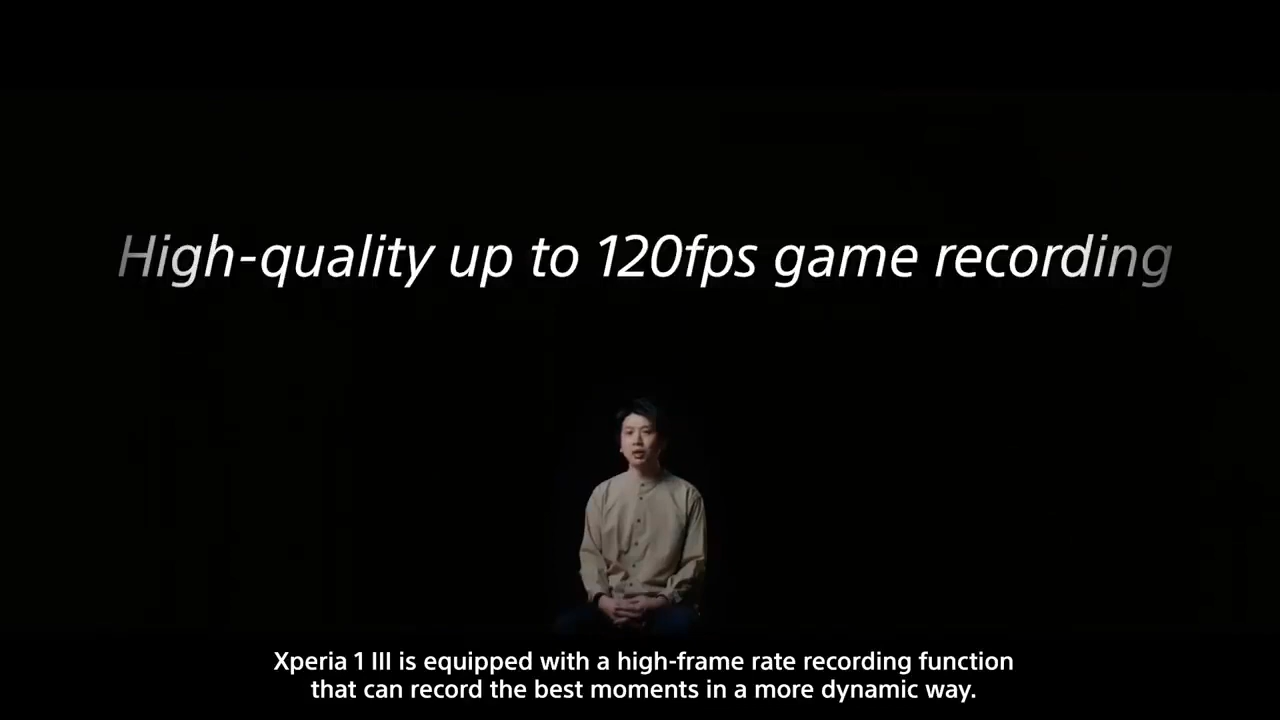 High-quality up to 120fps game recording
Xperia 1 III is equipped with a high-frame rate recording function
that can record the best moments in a more dynamic way.